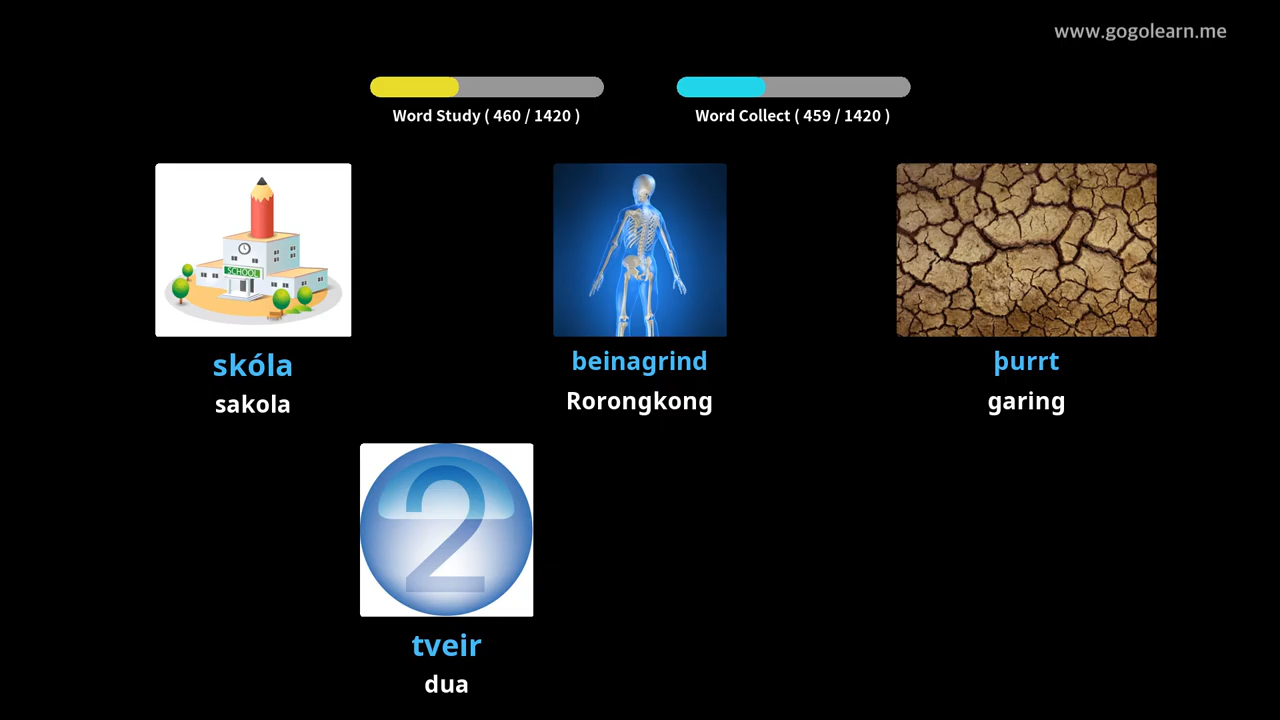 www.gogolearn.me
Word Study ( 460 / 1420 )
Word Collect ( 459 / 1420 )
SCHOOL
skóla
sakola
beinagrind
Rorongkong
þurrt
garing
2
tveir
dua